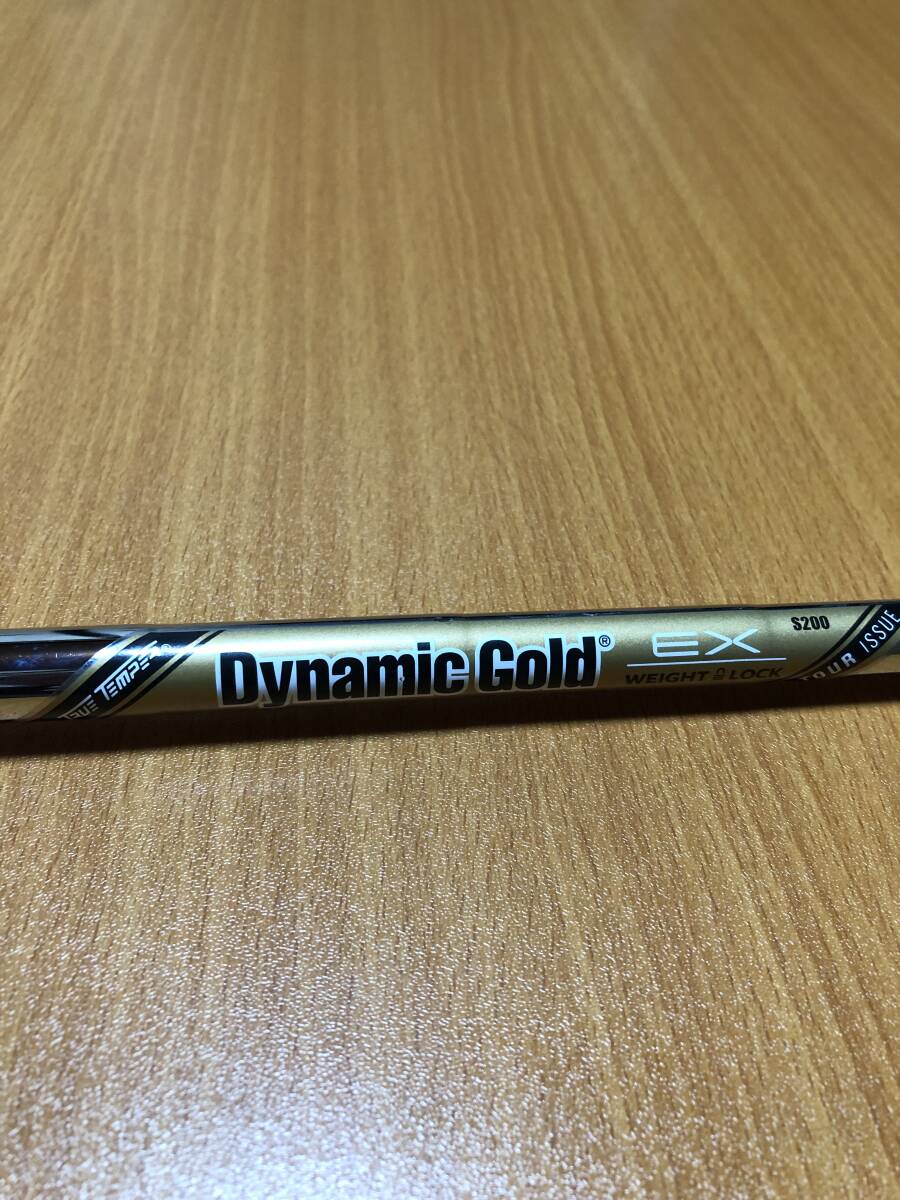 TRUE TEMPER®
Dynamic Gold®
EX
WEIGHT LOCK
S200
TOUR ISSUE